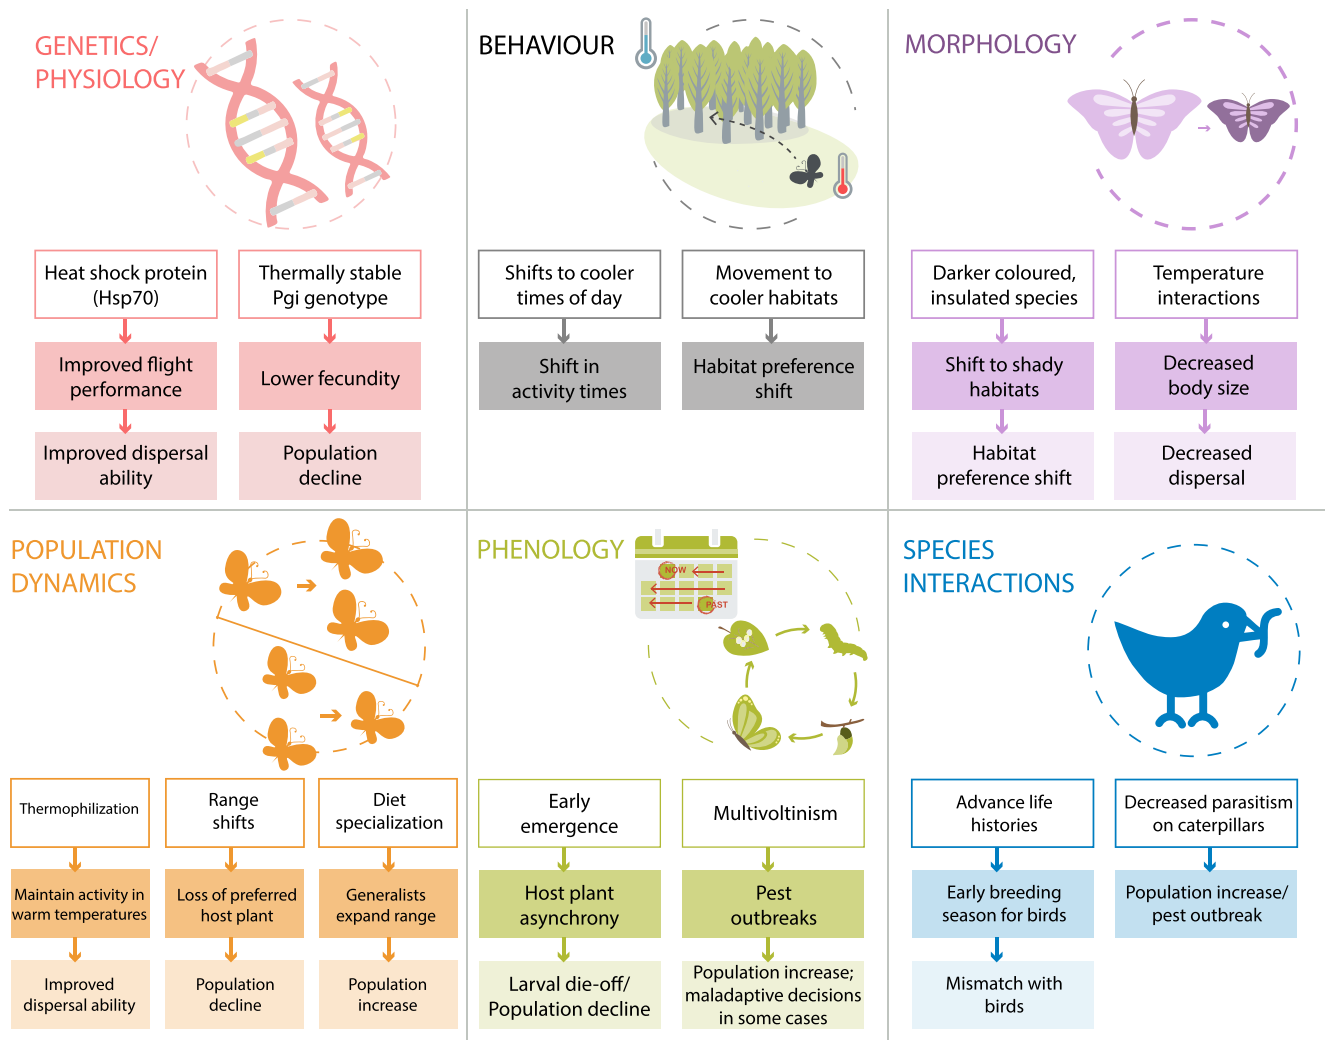 GENETICS/
PHYSIOLOGY
Heat shock protein
(Hsp70)
Improved flight
performance
Improved dispersal
ability
Thermally stable
Pgi genotype
Lower fecundity
Population
decline
BEHAVIOUR
Shifts to cooler
times of day
Shift in
activity times
Movement to
cooler habitats
Habitat preference
shift
MORPHOLOGY
Darker coloured,
insulated species
Shift to shady
habitats
Habitat
preference shift
Temperature
interactions
Decreased
body size
Decreased
dispersal
POPULATION
DYNAMICS
Thermophilization
Maintain activity in
warm temperatures
Improved
dispersal ability
Range
shifts
Loss of preferred
host plant
Population
decline
Diet
specialization
Generalists
expand range
Population
increase
PHENOLOGY
NOW
PAST
Early
emergence
Host plant
asynchrony
Larval die-off/
Population decline
Multivoltinism
Pest
outbreaks
Population increase;
maladaptive decisions
in some cases
SPECIES
INTERACTIONS
Advance life
histories
Early breeding
season for birds
Mismatch with
birds
Decreased parasitism
on caterpillars
Population increase/
pest outbreak